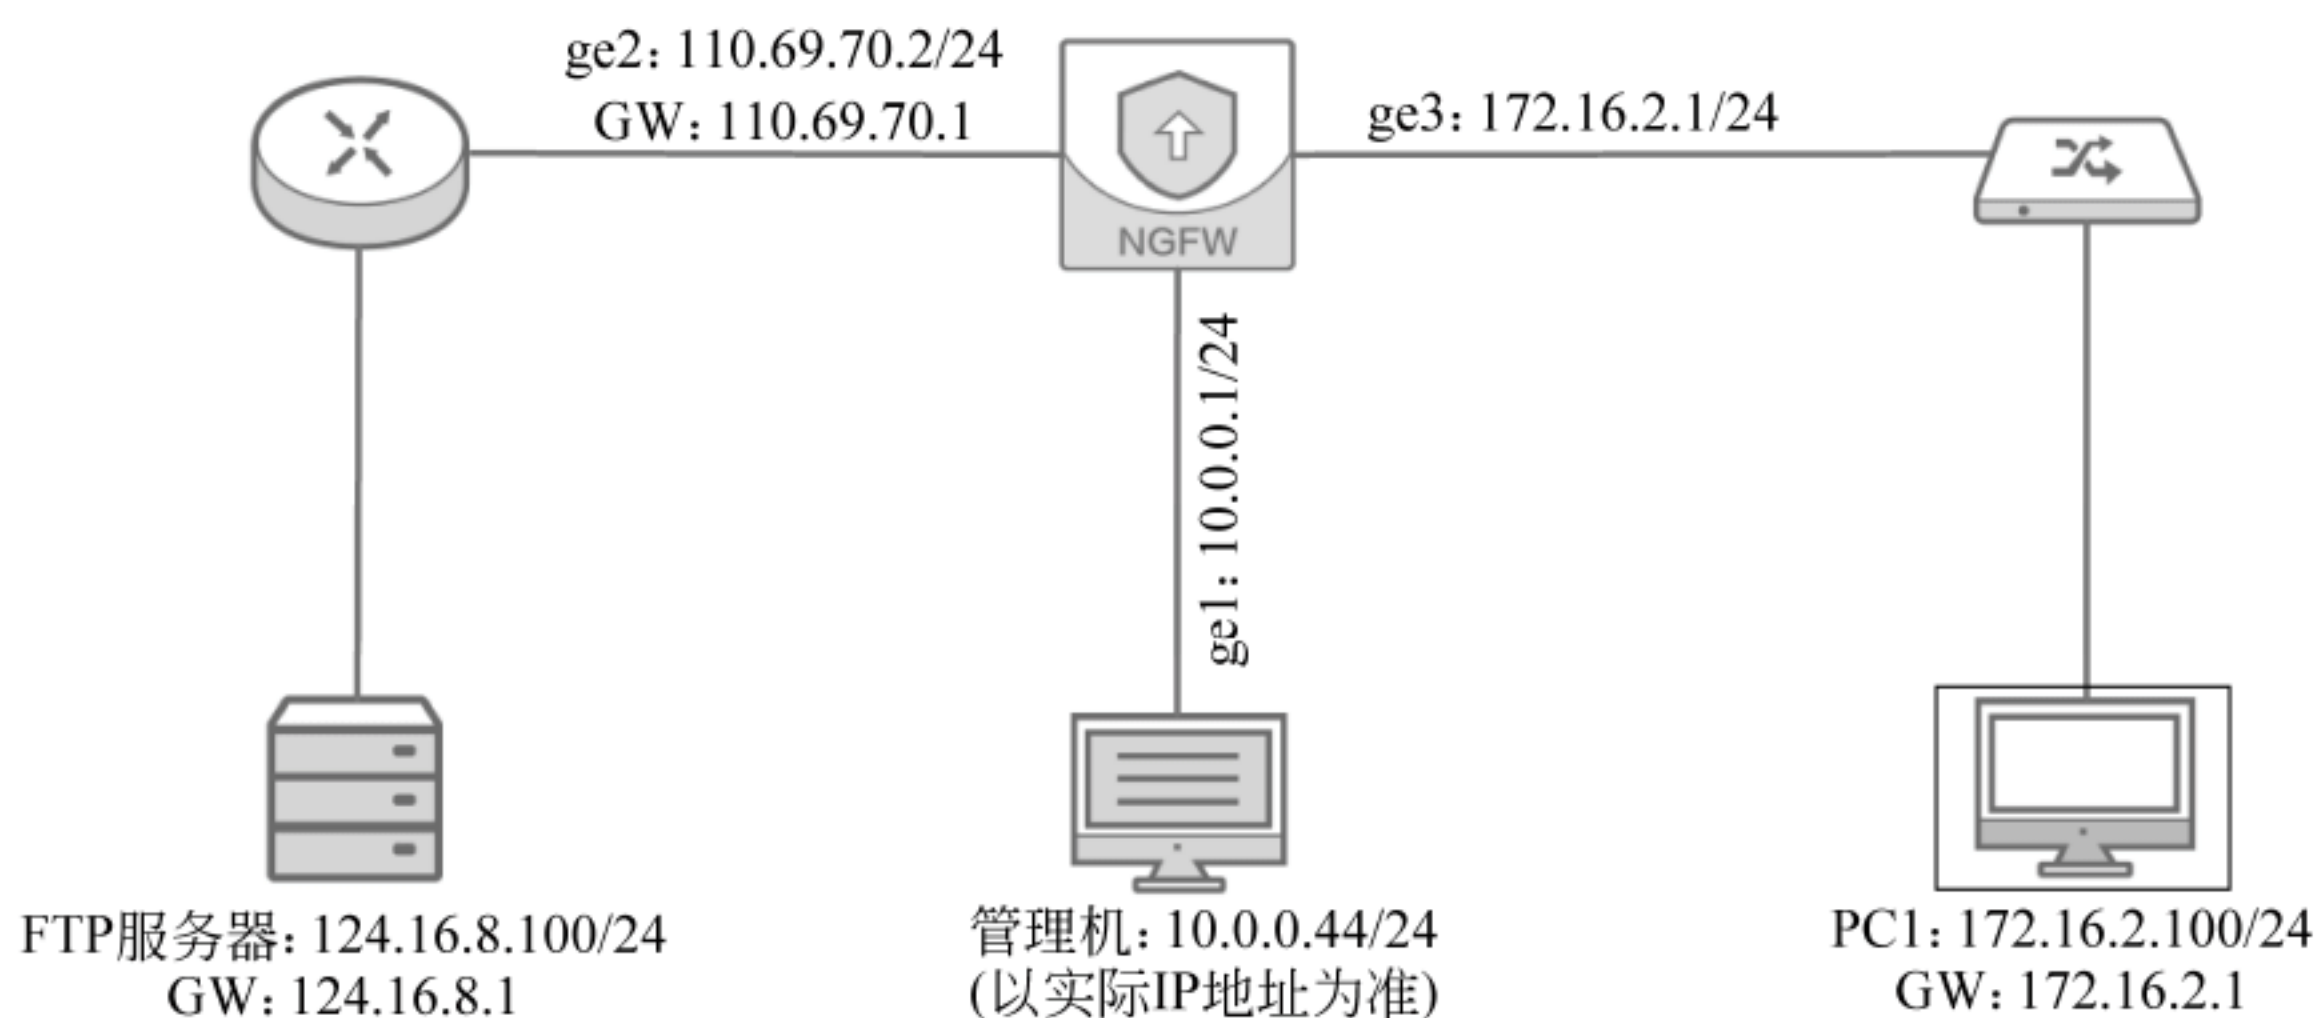 ge2：110.69.70.2/24
GW：110.69.70.1
ge3：172.16.2.1/24
NGFW
ge1：10.0.0.1/24
FTP服务器：124.16.8.100/24
GW：124.16.8.1
管理机：10.0.0.44/24
(以实际IP地址为准)
PC1：172.16.2.100/24
GW：172.16.2.1